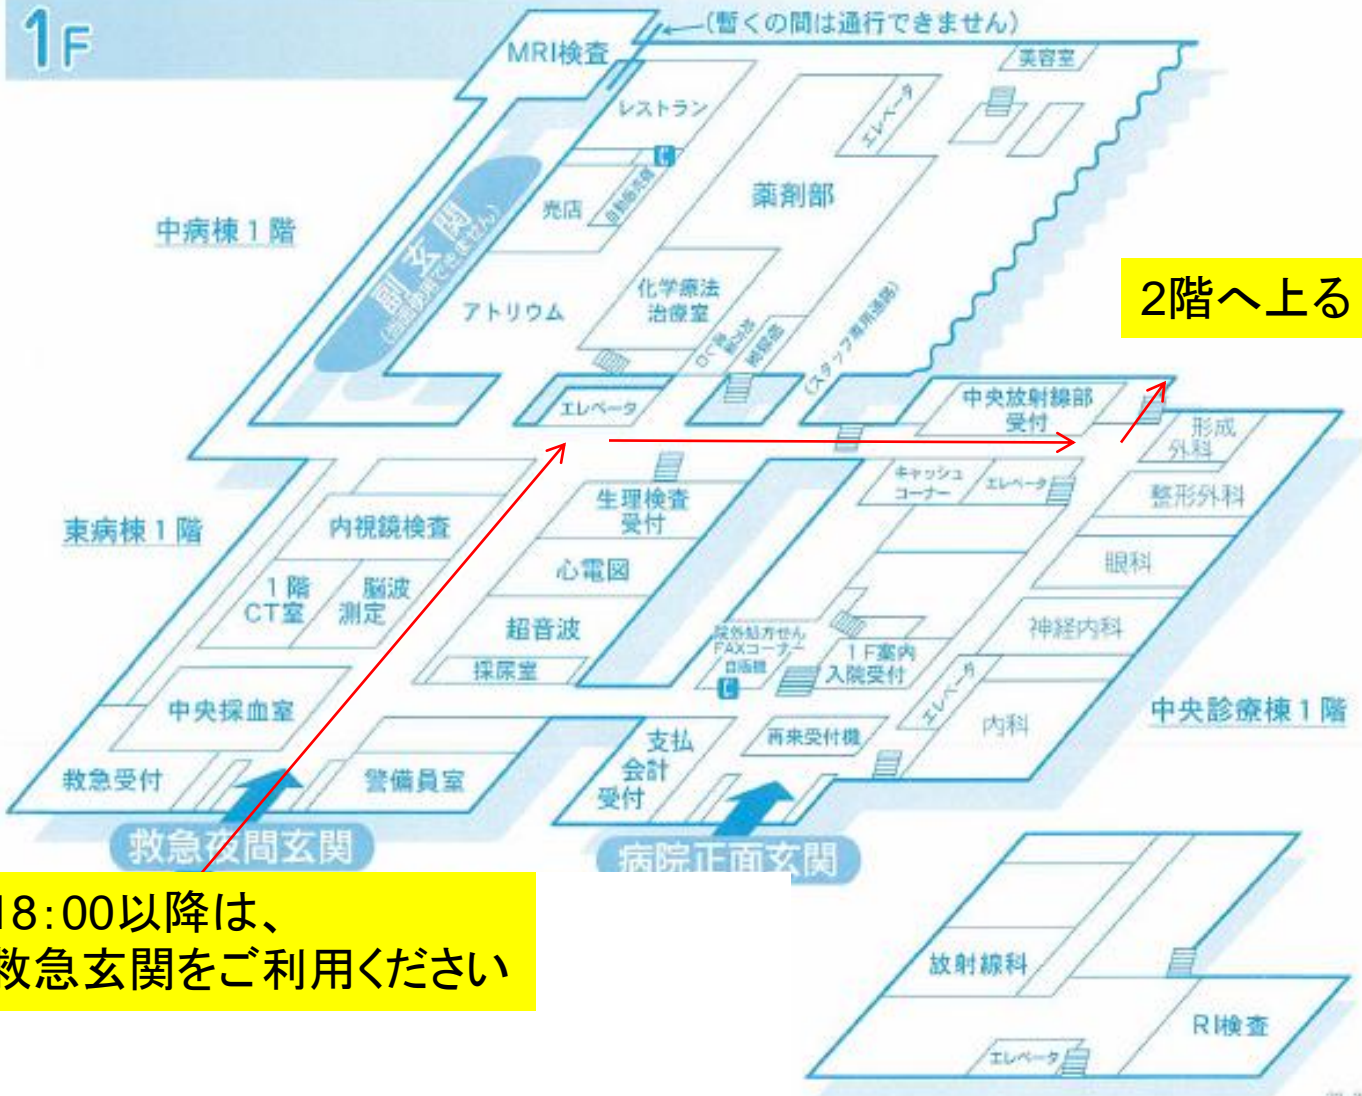 1F
(暫くの間は通行できません)
MRI検査
美容室
レストラン
エレベータ
薬剤部
売店
自動販売機
中病棟1階
副玄関
化学療法
治療室
アトリウム
(スタッフ専用通路)
2階へ上る
エレベータ
中央放射線部
受付
形成
外科
キャッシュ
コーナー
エレベータ
生理検査
受付
整形外科
東病棟1階
内視鏡検査
心電図
眼科
1階
CT室
脳波
測定
超音波
院外処方せん
FAXコーナー
自販機
1F案内
入院受付
神経内科
採尿室
エレベータ
中央採血室
支払
会計
受付
再来受付機
内科
中央診療棟1階
救急受付
警備員室
救急夜間玄関
病院正面玄関
18:00以降は、
救急玄関をご利用ください
放射線科
RI検査
エレベータ